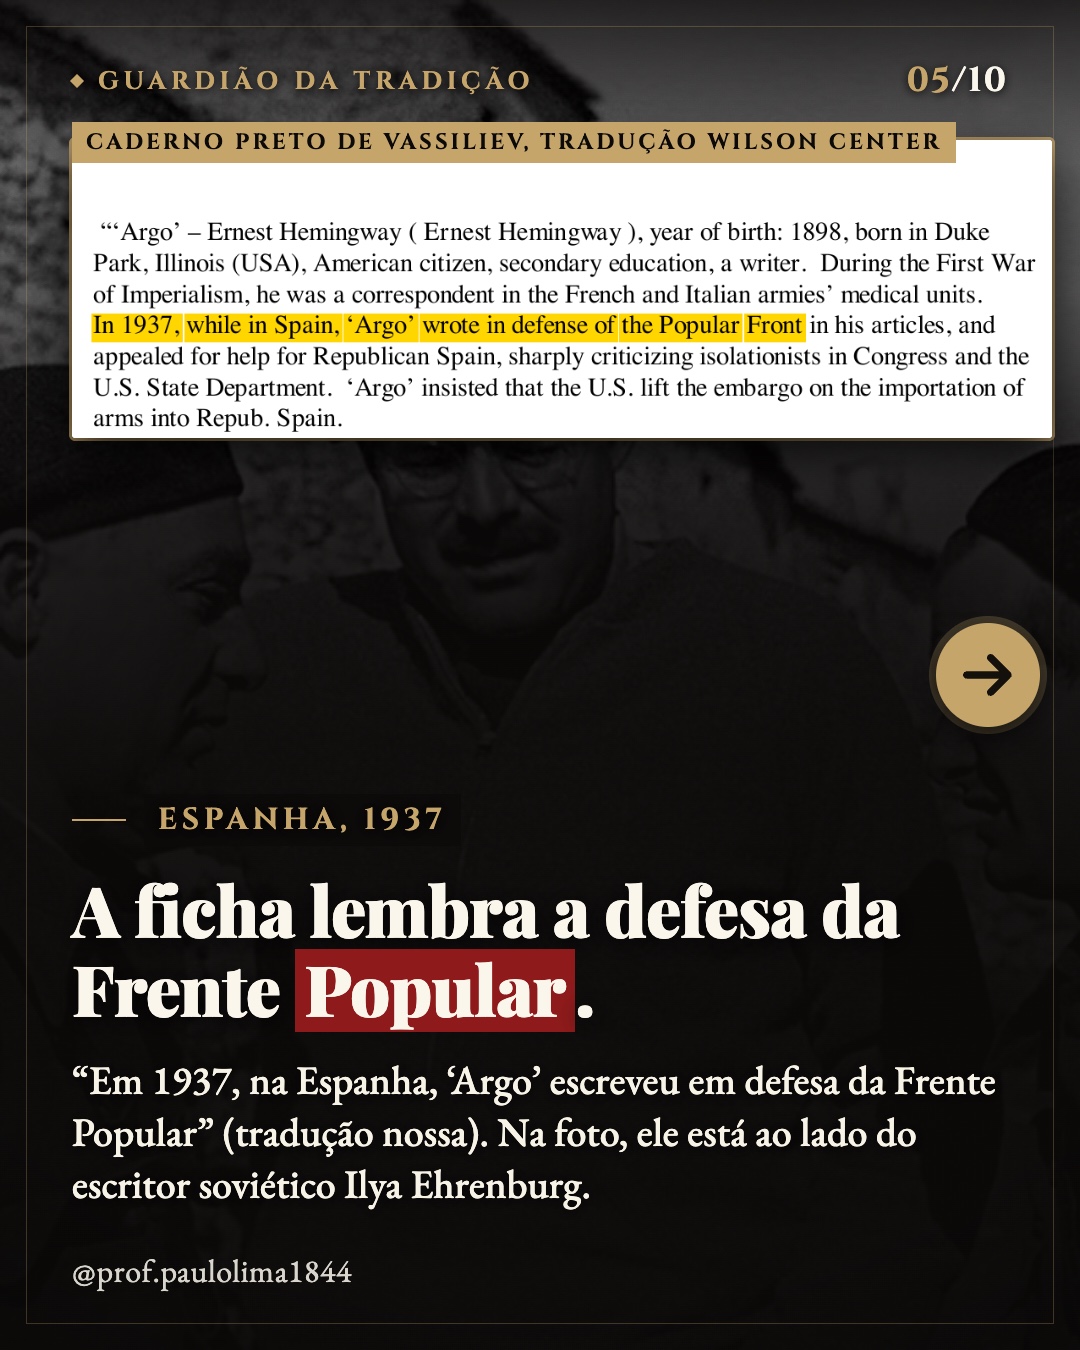 GUARDIÃO DA TRADIÇÃO
05/10
CADERNO PRETO DE VASSILIEV, TRADUÇÃO WILSON CENTER
“‘Argo’ – Ernest Hemingway ( Ernest Hemingway ), year of birth: 1898, born in Duke
Park, Illinois (USA), American citizen, secondary education, a writer.  During the First War
of Imperialism, he was a correspondent in the French and Italian armies’ medical units.
In 1937, while in Spain, ‘Argo’ wrote in defense of the Popular Front in his articles, and
appealed for help for Republican Spain, sharply criticizing isolationists in Congress and the
U.S. State Department.  ‘Argo’ insisted that the U.S. lift the embargo on the importation of
arms into Repub. Spain.
ESPANHA, 1937
A ficha lembra a defesa da
Frente Popular.
“Em 1937, na Espanha, ‘Argo’ escreveu em defesa da Frente
Popular” (tradução nossa). Na foto, ele está ao lado do
escritor soviético Ilya Ehrenburg.
@prof.paulolima1844